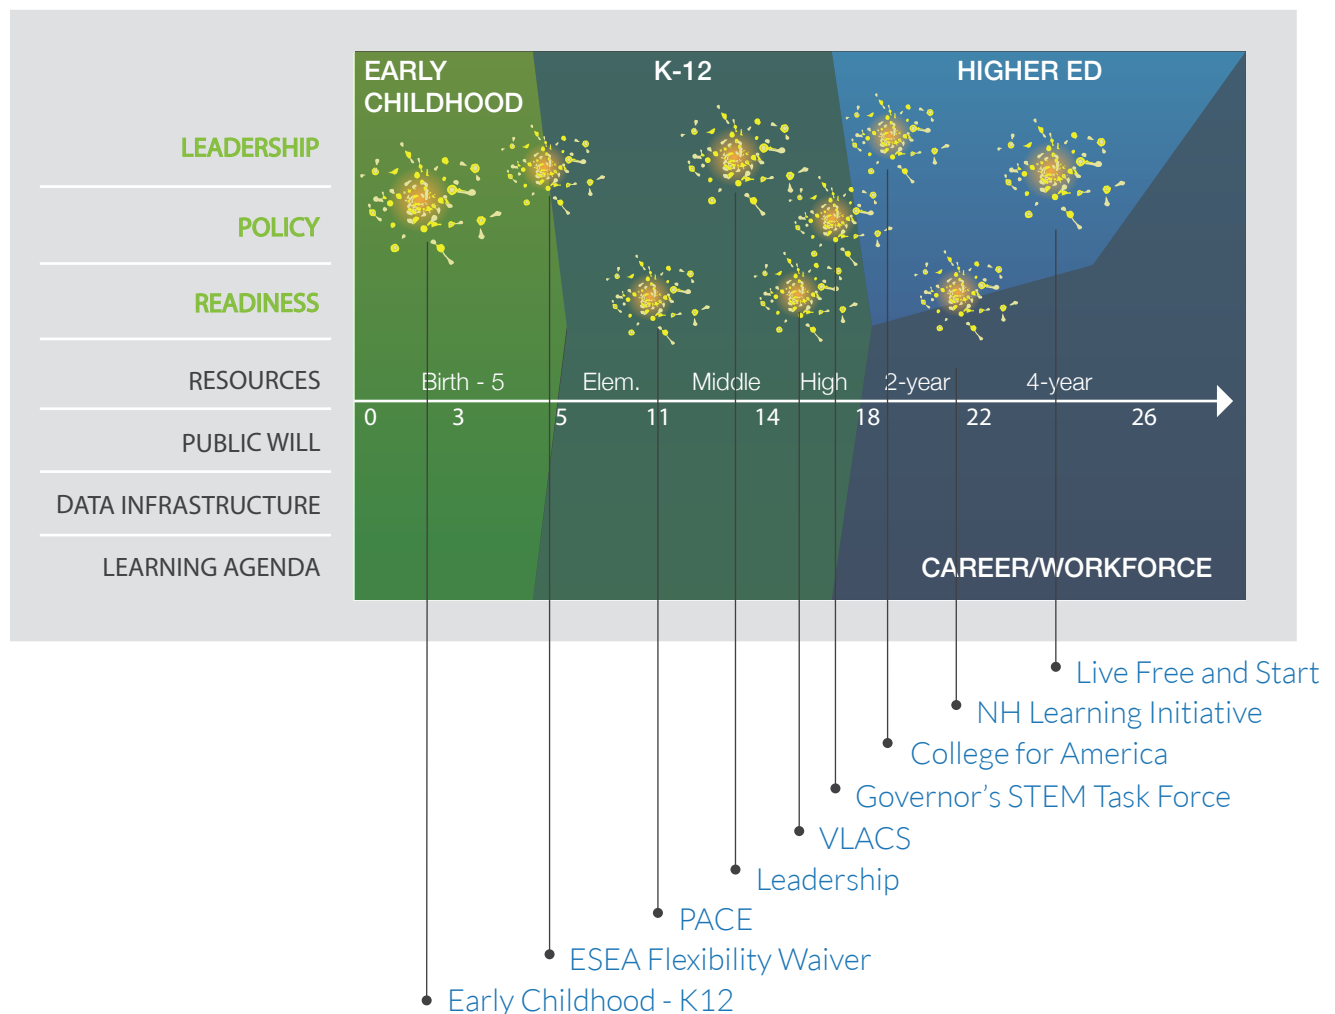 EARLY
CHILDHOOD
K-12
HIGHER ED
LEADERSHIP
POLICY
READINESS
RESOURCES
PUBLIC WILL
DATA INFRASTRUCTURE
LEARNING AGENDA
Birth - 5
Elem.
Middle
High
2-year
4-year
0 3 5 11 14 18 22 26
CAREER/WORKFORCE
Live Free and Start
NH Learning Initiative
College for America
Governor’s STEM Task Force
VLACS
Leadership
PACE
ESEA Flexibility Waiver
Early Childhood - K12